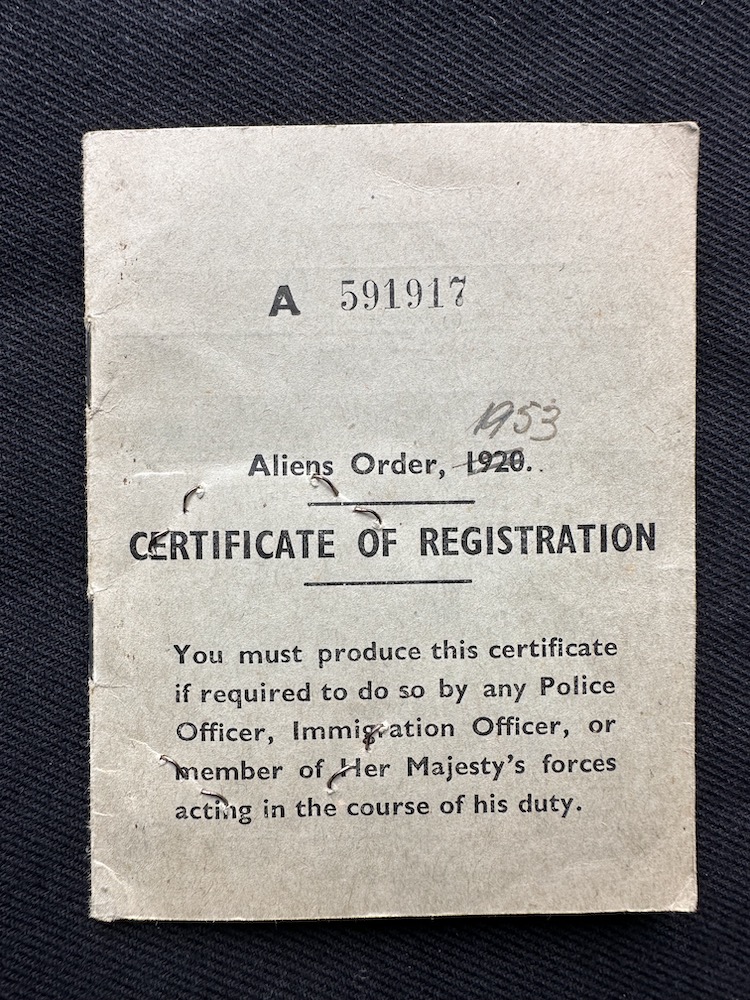 A 591917
1953
Aliens Order, 1920.
CERTIFICATE OF REGISTRATION
You must produce this certificate
if required to do so by any Police
Officer, Immigration Officer, or
member of Her Majesty's forces
acting in the course of his duty.